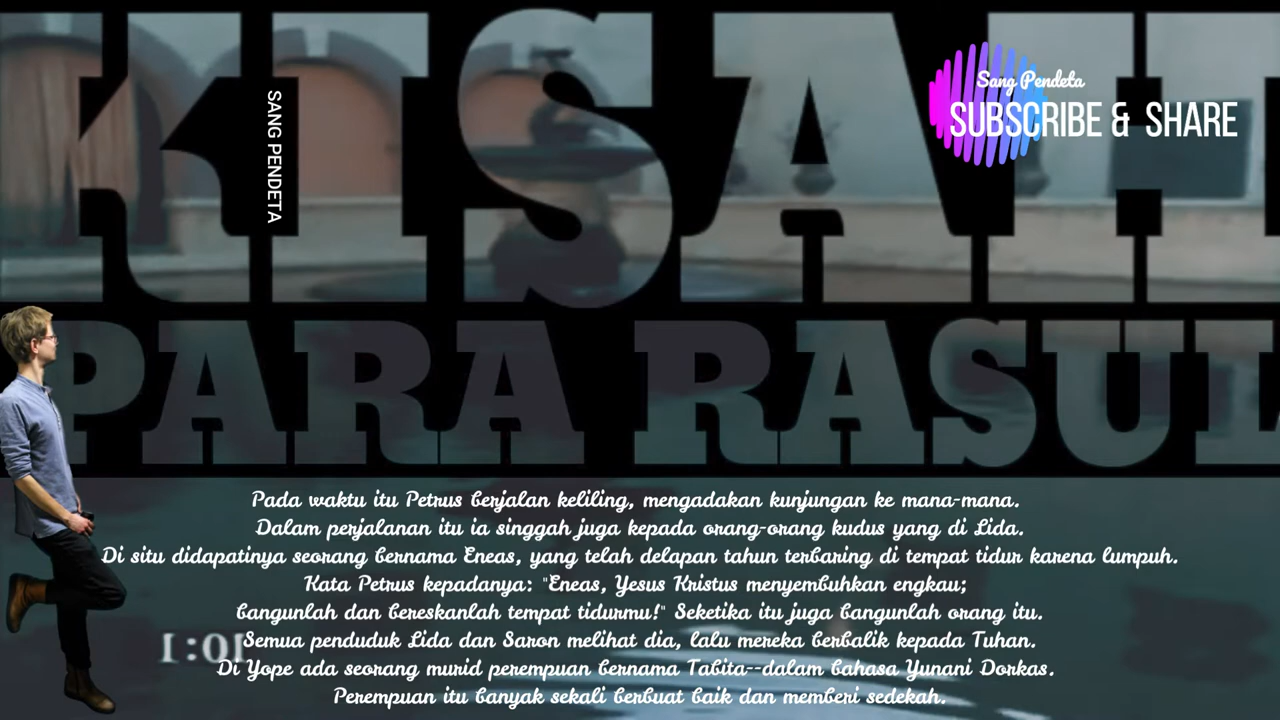 KISAH
SANG PENDETA
Sang Pendeta
SUBSCRIBE & SHARE
PARA RASUL
Pada waktu itu Petrus berjalan keliling, mengadakan kunjungan ke mana-mana.
Dalam perjalanan itu ia singgah juga kepada orang-orang kudus yang di Lida.
Di situ didapatinya seorang bernama Eneas, yang telah delapan tahun terbaring di tempat tidur karena lumpuh.
Kata Petrus kepadanya: "Eneas, Yesus Kristus menyembuhkan engkau;
bangunlah dan bereskanlah tempat tidurmu!" Seketika itu juga bangunlah orang itu.
Semua penduduk Lida dan Saron melihat dia, lalu mereka berbalik kepada Tuhan.
Di Yope ada seorang murid perempuan bernama Tabita--dalam bahasa Yunani Dorkas.
Perempuan itu banyak sekali berbuat baik dan memberi sedekah.